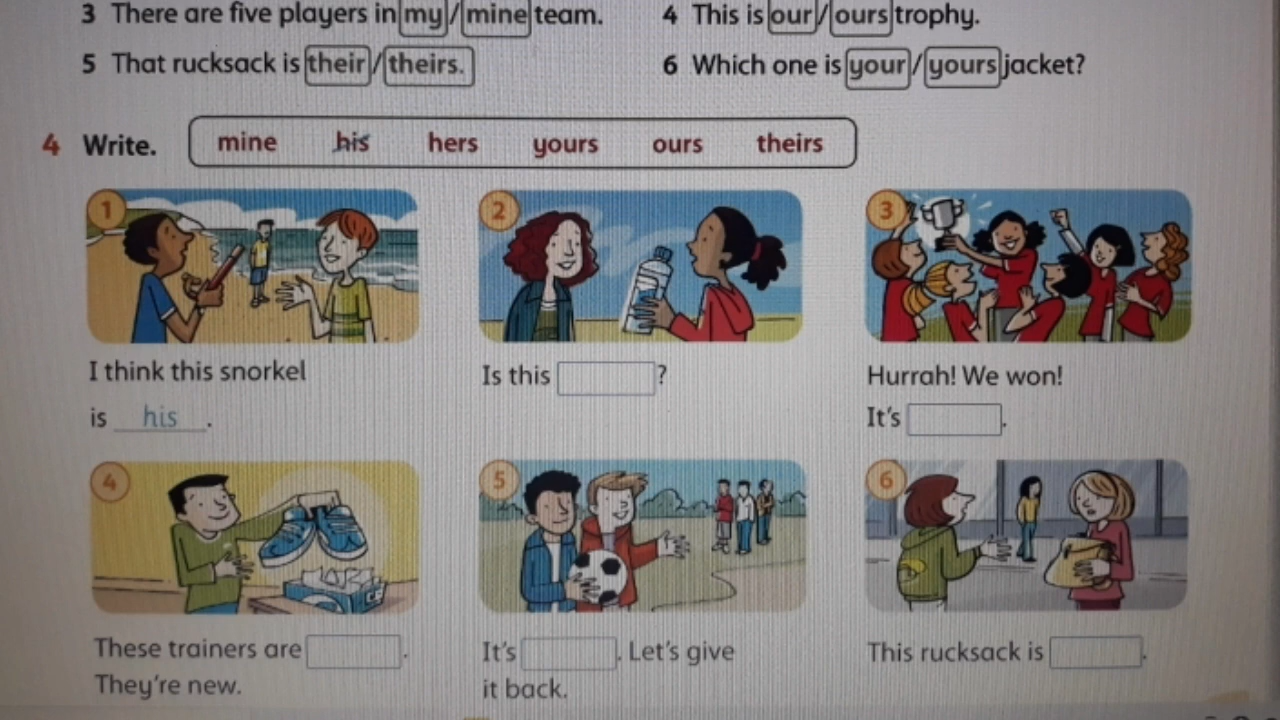 3 There are five players in my / mine team.
4 This is our / ours trophy.
5 That rucksack is their / theirs.
6 Which one is your / yours jacket?
4 Write.
mine his hers yours ours theirs
1
2
3
I think this snorkel
is his .
Is this ?
Hurrah! We won!
It's .
4
5
6
These trainers are .
They're new.
It's . Let's give
it back.
This rucksack is .